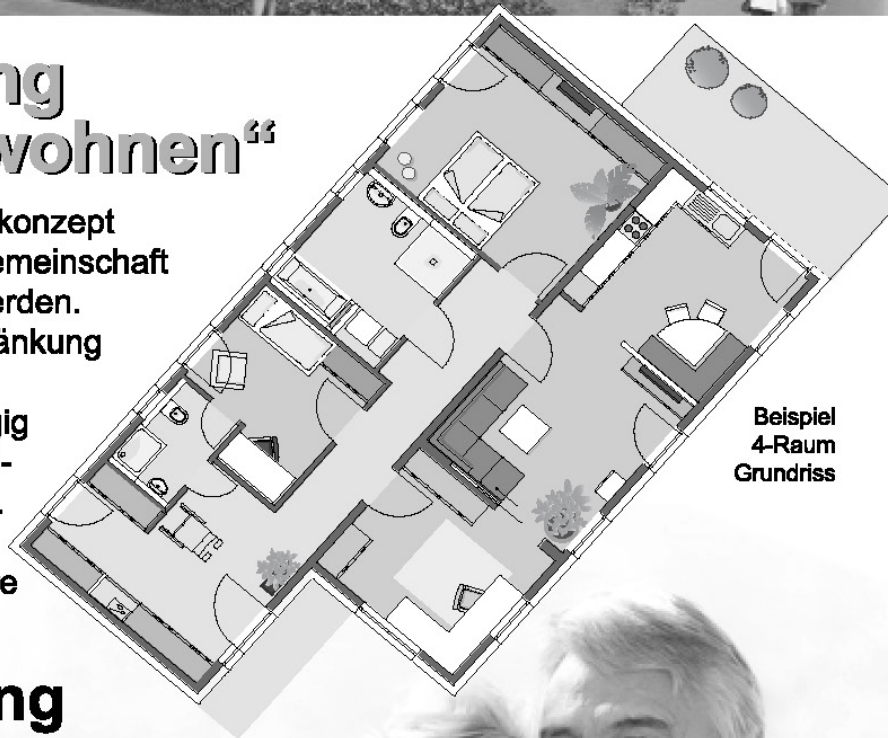 ng
wohnen“
konzept
emeinschaft
erden.
änkung
gig
-
e
Beispiel
4-Raum
Grundriss
ng